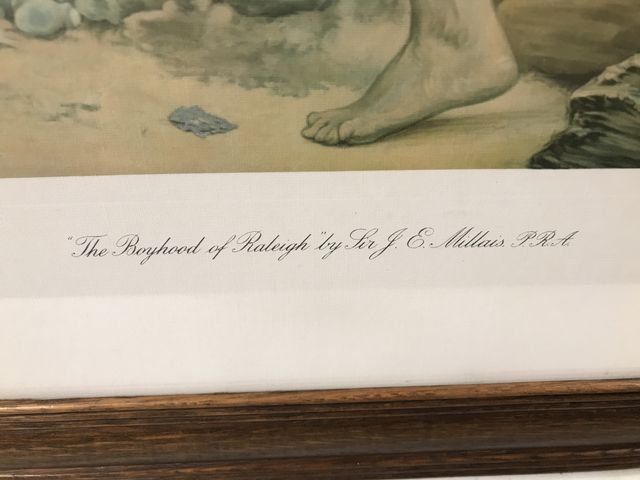 "The Boyhood of Raleigh" by Sir J. E. Millais. P.R.A.